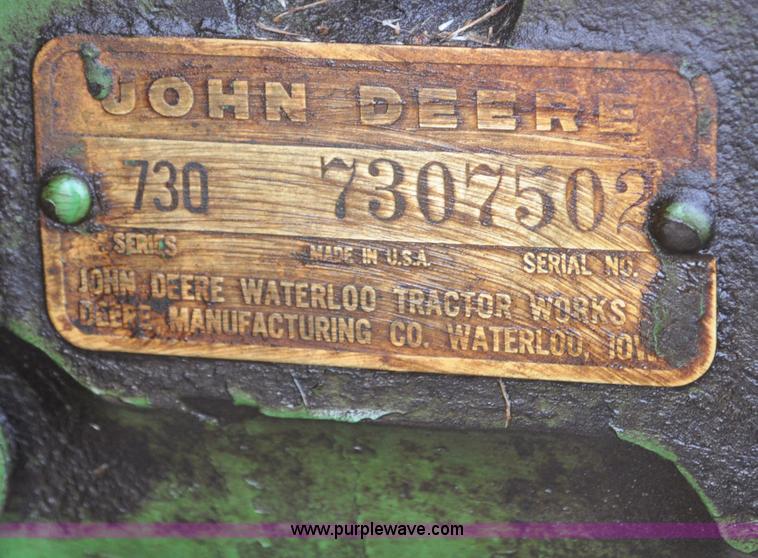 JOHN DEERE
730 7307502
SERIES MADE IN U.S.A. SERIAL NO.
JOHN DEERE WATERLOO TRACTOR WORKS
DEERE MANUFACTURING CO. WATERLOO,
www.purplewave.com